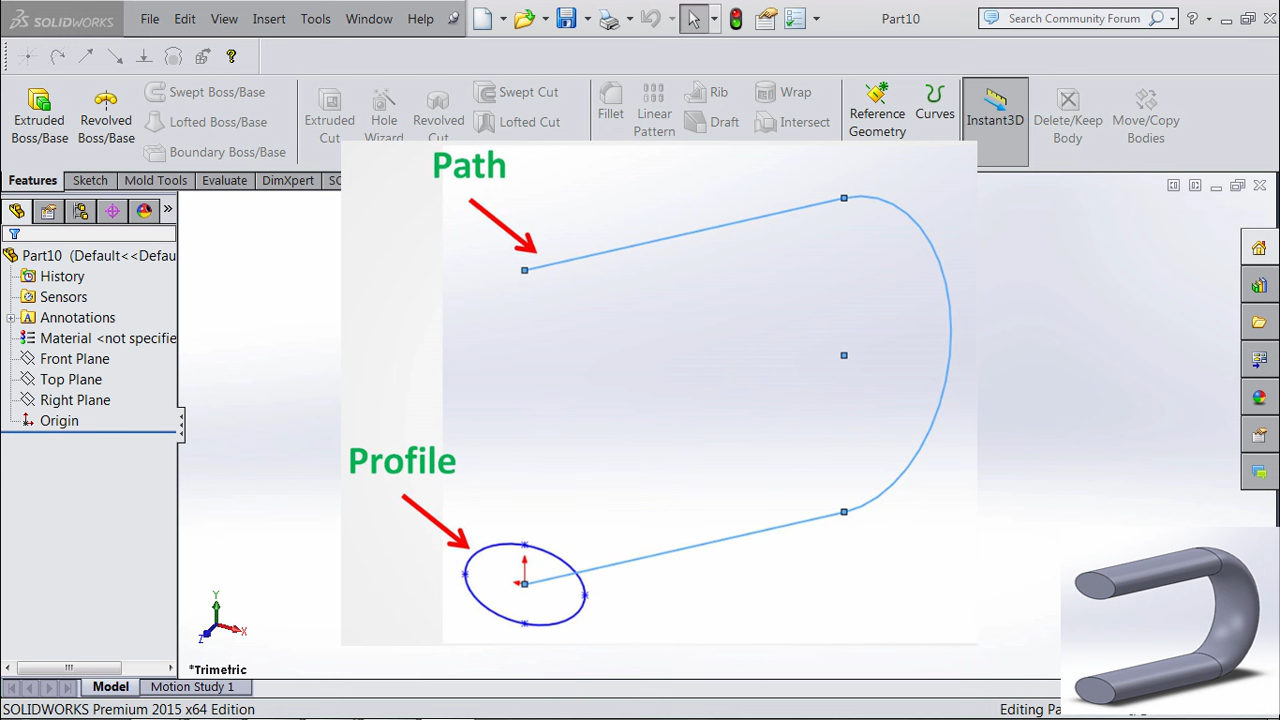 SOLIDWORKS File Edit View Insert Tools Window Help Part10 Search Community Forum ?
?
Extruded Boss/Base
Revolved Boss/Base
Swept Boss/Base
Lofted Boss/Base
Boundary Boss/Base
Extruded Cut
Hole Wizard
Revolved Cut
Swept Cut
Lofted Cut
Fillet
Linear Pattern
Rib
Draft
Wrap
Intersect
Reference Geometry
Curves
Instant3D
Delete/Keep Body
Move/Copy Bodies
Features Sketch Mold Tools Evaluate DimXpert SO
Path
Part10 (Default<<Defau
History
Sensors
Annotations
Material <not specifie
Front Plane
Top Plane
Right Plane
Origin
Profile
Y
X
Z
*Trimetric
Model Motion Study 1
SOLIDWORKS Premium 2015 x64 Edition
Editing Pa